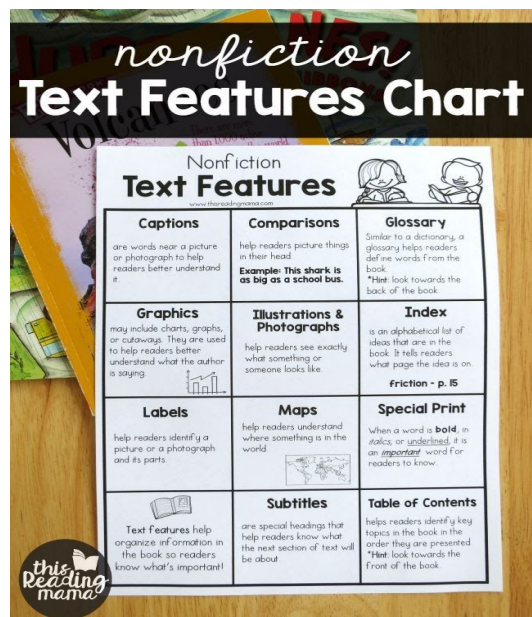 nonfiction
Text Features Chart
Volcanoes
Nonfiction
Text Features
www.thisreadingmama.com
Captions
are words near a picture
or photograph to help
readers better understand
it.
Comparisons
help readers picture things
in their head.
Example: This shark is
as big as a school bus.
Glossary
Similar to a dictionary, a
glossary helps readers
define words from the
book.
*Hint: look towards the
back of the book.
Graphics
may include charts, graphs,
or cutaways. They are used
to help readers better
understand what the author
is saying.
Illustrations &
Photographs
help readers see exactly
what something or
someone looks like.
Index
is an alphabetical list of
ideas that are in the
book. It tells readers
what page the idea is on.
friction - p. 15
Labels
help readers identify a
picture or a photograph
and its parts.
Maps
help readers understand
where something is in the
world.
Special Print
When a word is bold, in
italics, or underlined, it is
an important word for
readers to know.
Text features help
organize information in
the book so readers
know what's important!
Subtitles
are special headings that
help readers know what
the next section of text will
be about.
Table of Contents
helps readers identify key
topics in the book in the
order they are presented.
*Hint: look towards the
front of the book.
this
Reading
mama